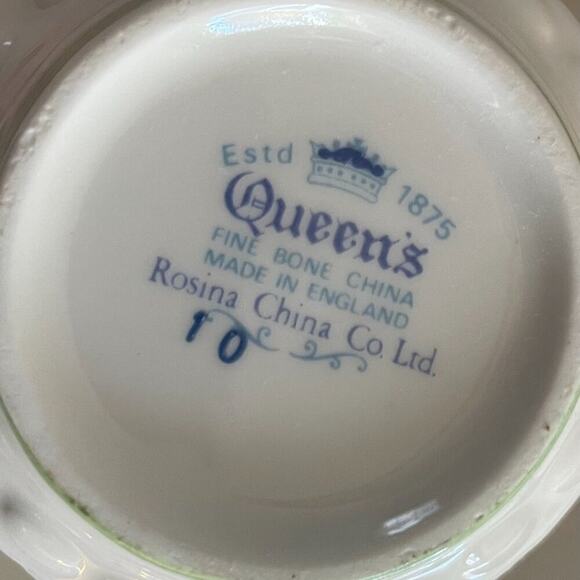 Estd 1875
Queen's
FINE BONE CHINA
MADE IN ENGLAND
Rosina China Co. Ltd.
10